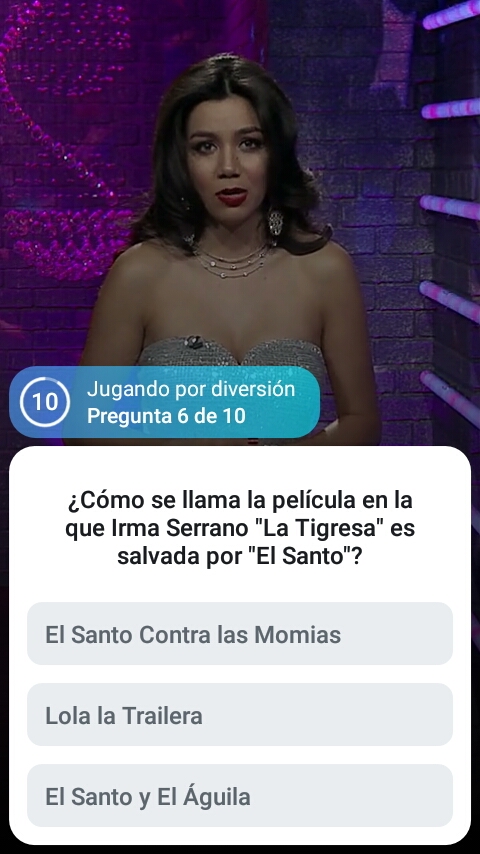 10
Jugando por diversión
Pregunta 6 de 10
¿Cómo se llama la película en la
que Irma Serrano "La Tigresa" es
salvada por "El Santo"?
El Santo Contra las Momias
Lola la Trailera
El Santo y El Águila